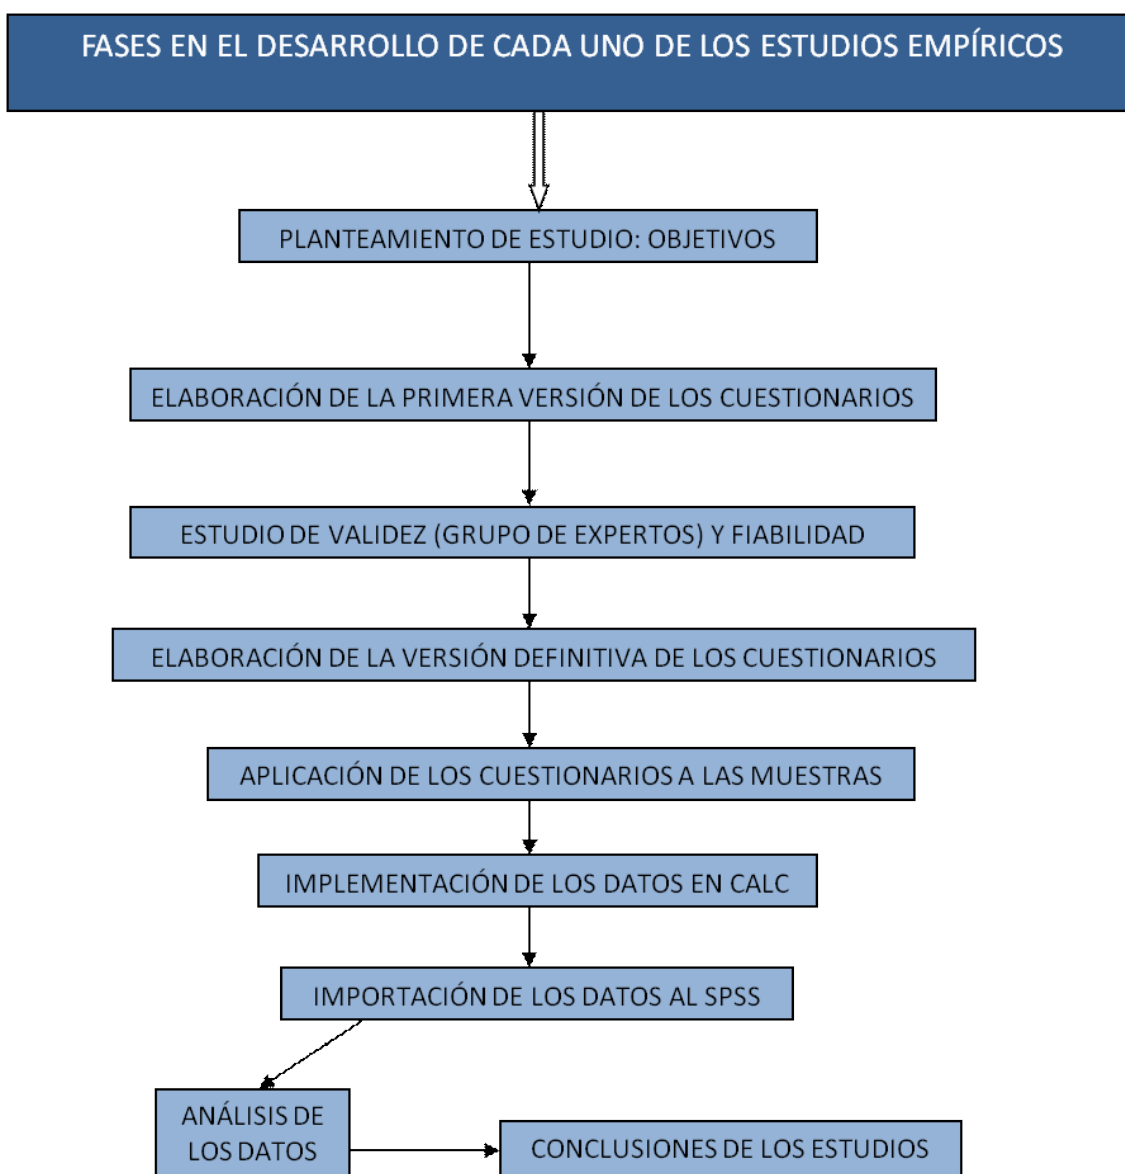 FASES EN EL DESARROLLO DE CADA UNO DE LOS ESTUDIOS EMPÍRICOS
PLANTEAMIENTO DE ESTUDIO: OBJETIVOS
ELABORACIÓN DE LA PRIMERA VERSIÓN DE LOS CUESTIONARIOS
ESTUDIO DE VALIDEZ (GRUPO DE EXPERTOS) Y FIABILIDAD
ELABORACIÓN DE LA VERSIÓN DEFINITIVA DE LOS CUESTIONARIOS
APLICACIÓN DE LOS CUESTIONARIOS A LAS MUESTRAS
IMPLEMENTACIÓN DE LOS DATOS EN CALC
IMPORTACIÓN DE LOS DATOS AL SPSS
ANÁLISIS DE
LOS DATOS
CONCLUSIONES DE LOS ESTUDIOS